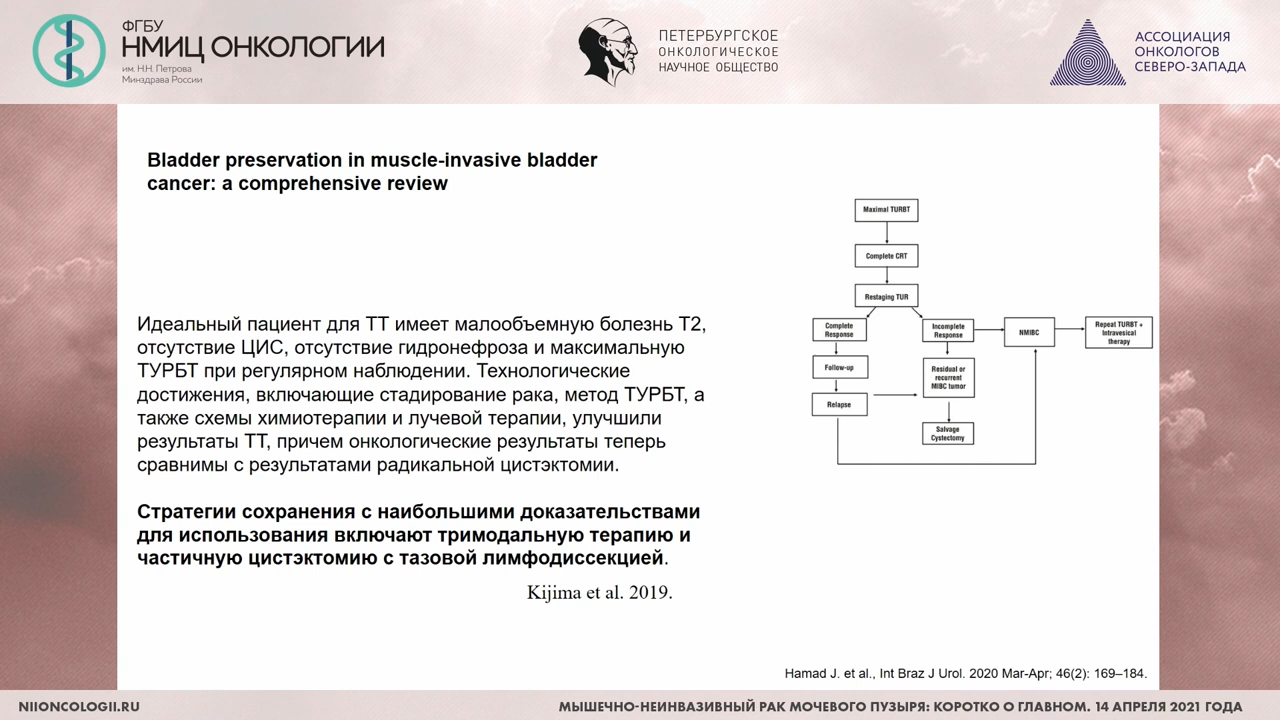 ФГБУ
НМИЦ ОНКОЛОГИИ
им. Н.Н. Петрова
Минздрава России
ПЕТЕРБУРГСКОЕ
ОНКОЛОГИЧЕСКОЕ
НАУЧНОЕ ОБЩЕСТВО
АССОЦИАЦИЯ
ОНКОЛОГОВ
СЕВЕРО-ЗАПАДА
Bladder preservation in muscle-invasive bladder
cancer: a comprehensive review
Идеальный пациент для ТТ имеет малообъемную болезнь Т2,
отсутствие ЦИС, отсутствие гидронефроза и максимальную
ТУРБТ при регулярном наблюдении. Технологические
достижения, включающие стадирование рака, метод ТУРБТ, а
также схемы химиотерапии и лучевой терапии, улучшили
результаты ТТ, причем онкологические результаты теперь
сравнимы с результатами радикальной цистэктомии.
Стратегии сохранения с наибольшими доказательствами
для использования включают тримодальную терапию и
частичную цистэктомию с тазовой лимфодиссекцией.
Kijima et al. 2019.
Maximal TURBT
Complete CRT
Restaging TUR
Complete
Response
Incomplete
Response
NMIBC
Repeat TURBT +
Intravesical
therapy
Follow-up
Residual or
recurrent
MIBC tumor
Relapse
Salvage
Cystectomy
Hamad J. et al., Int Braz J Urol. 2020 Mar-Apr; 46(2): 169–184.
NIIONCOLOGII.RU
МЫШЕЧНО-НЕИНВАЗИВНЫЙ РАК МОЧЕВОГО ПУЗЫРЯ: КОРОТКО О ГЛАВНОМ. 14 АПРЕЛЯ 2021 ГОДА